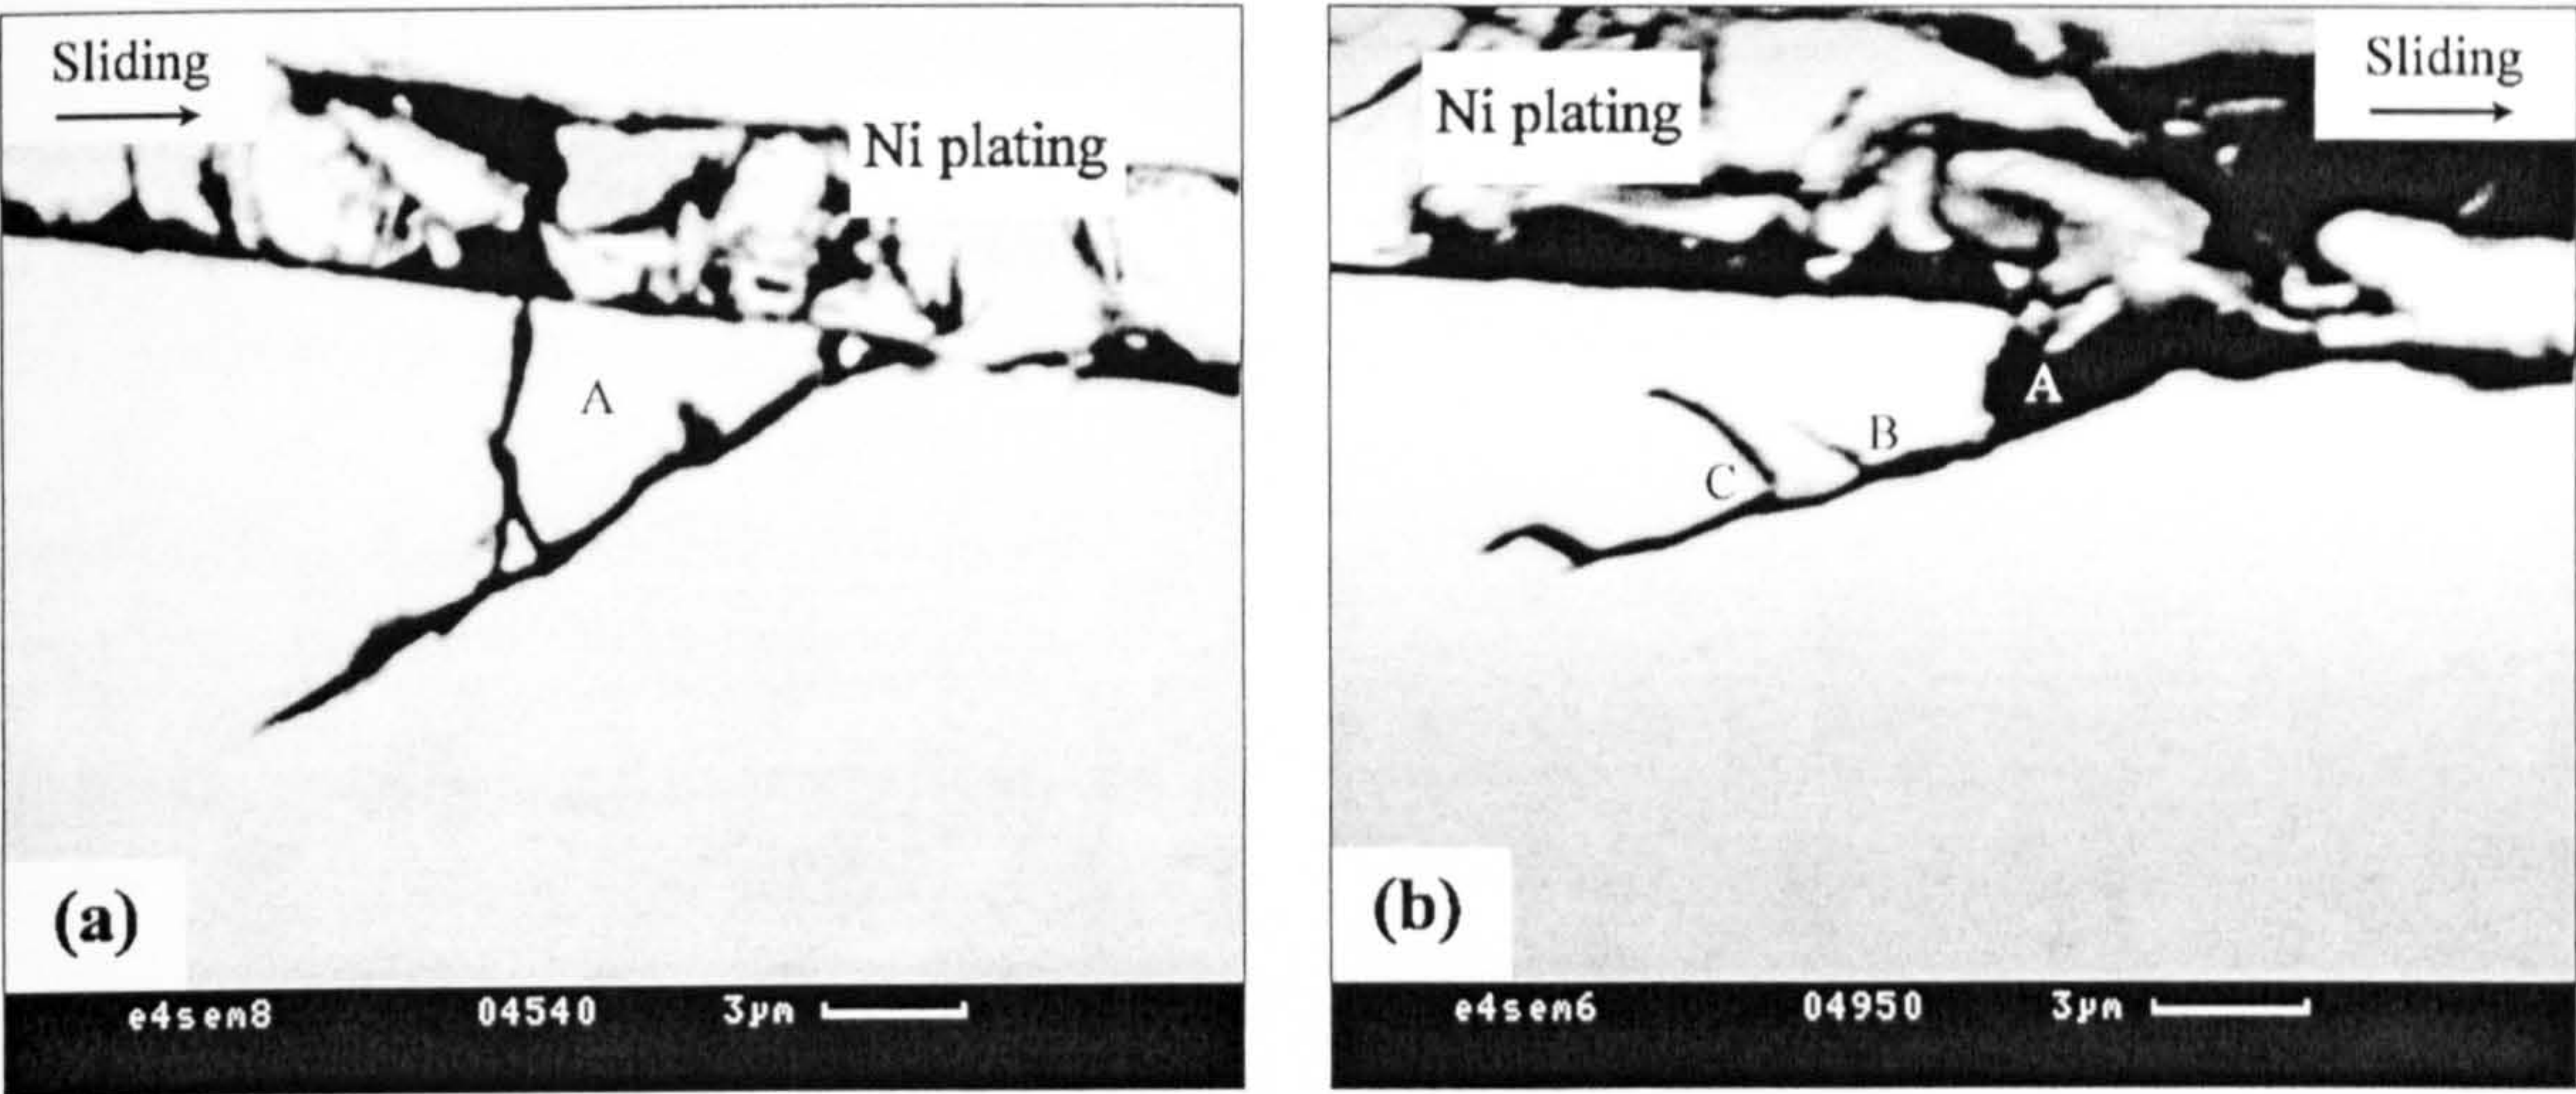 Sliding
Ni plating
A
(a)
e4sem8 04540 3µm
Ni plating
Sliding
A
B
C
(b)
e4sem6 04950 3µm